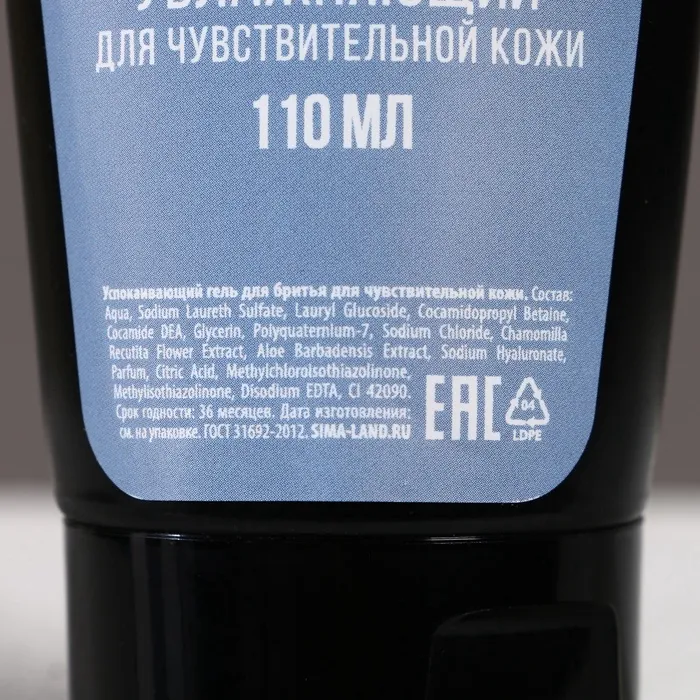 УВЛАЖНЯЮЩИЙ
ДЛЯ ЧУВСТВИТЕЛЬНОЙ КОЖИ
110 МЛ
Успокаивающий гель для бритья для чувствительной кожи. Состав:
Aqua, Sodium Laureth Sulfate, Lauryl Glucoside, Cocamidopropyl Betaine,
Cocamide DEA, Glycerin, Polyquaternium-7, Sodium Chloride, Chamomilla
Recutita Flower Extract, Aloe Barbadensis Extract, Sodium Hyaluronate,
Parfum, Citric Acid, Methylchloroisothiazolinone,
Methylisothiazolinone, Disodium EDTA, CI 42090.
Срок годности: 36 месяцев. Дата изготовления:
см. на упаковке. ГОСТ 31692-2012. SIMA-LAND.RU
EAC
04
LDPE